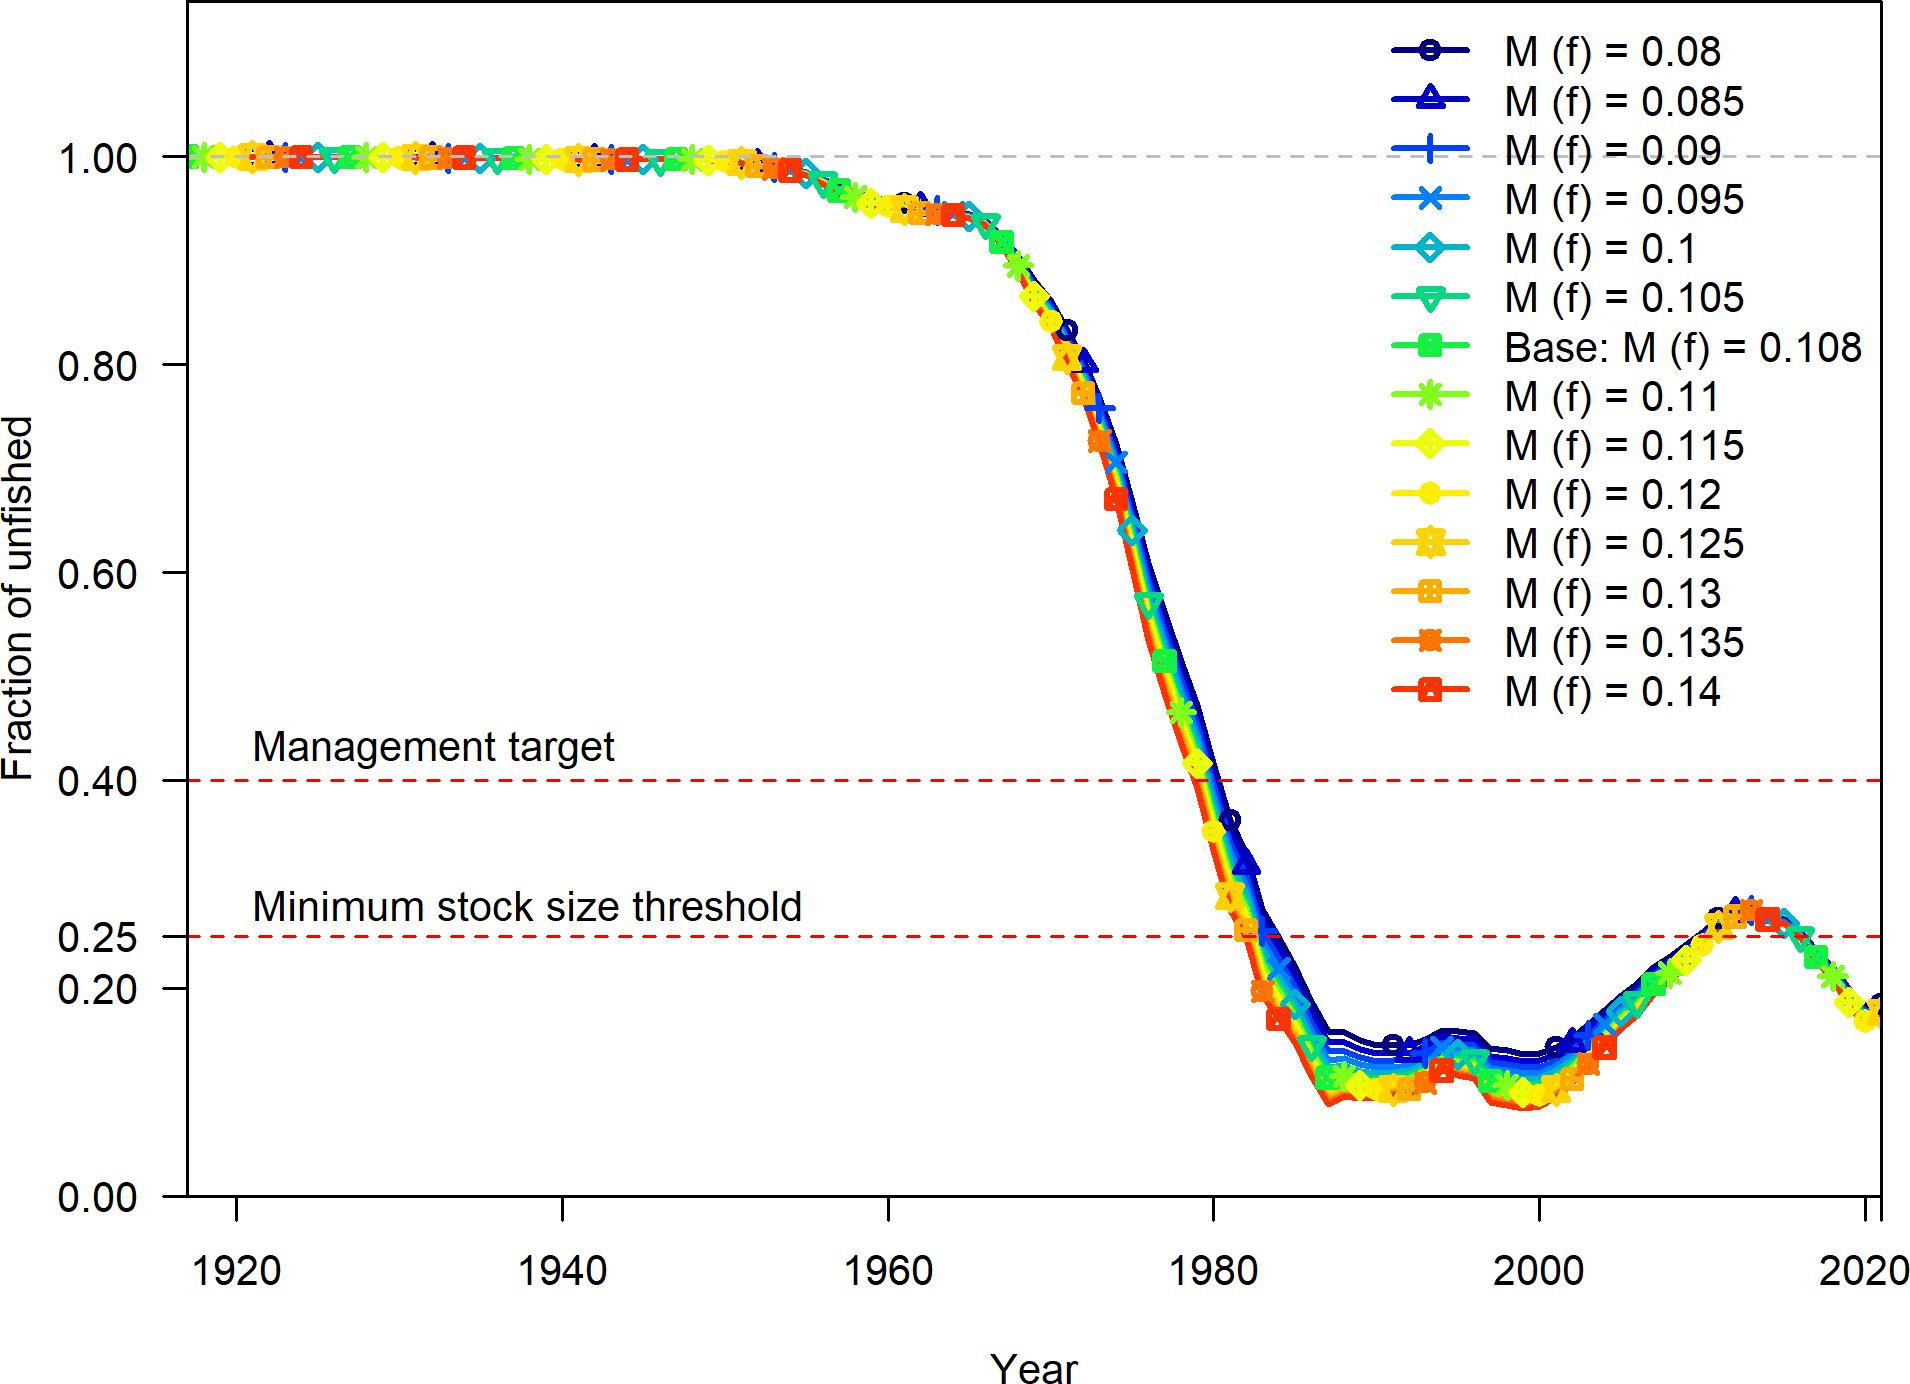 M (f) = 0.08
M (f) = 0.085
M (f) = 0.09
M (f) = 0.095
M (f) = 0.1
M (f) = 0.105
Base: M (f) = 0.108
M (f) = 0.11
M (f) = 0.115
M (f) = 0.12
M (f) = 0.125
M (f) = 0.13
M (f) = 0.135
M (f) = 0.14
Fraction of unfished
1.00
0.80
0.60
0.40
0.25
0.20
0.00
Management target
Minimum stock size threshold
1920 1940 1960 1980 2000 2020
Year